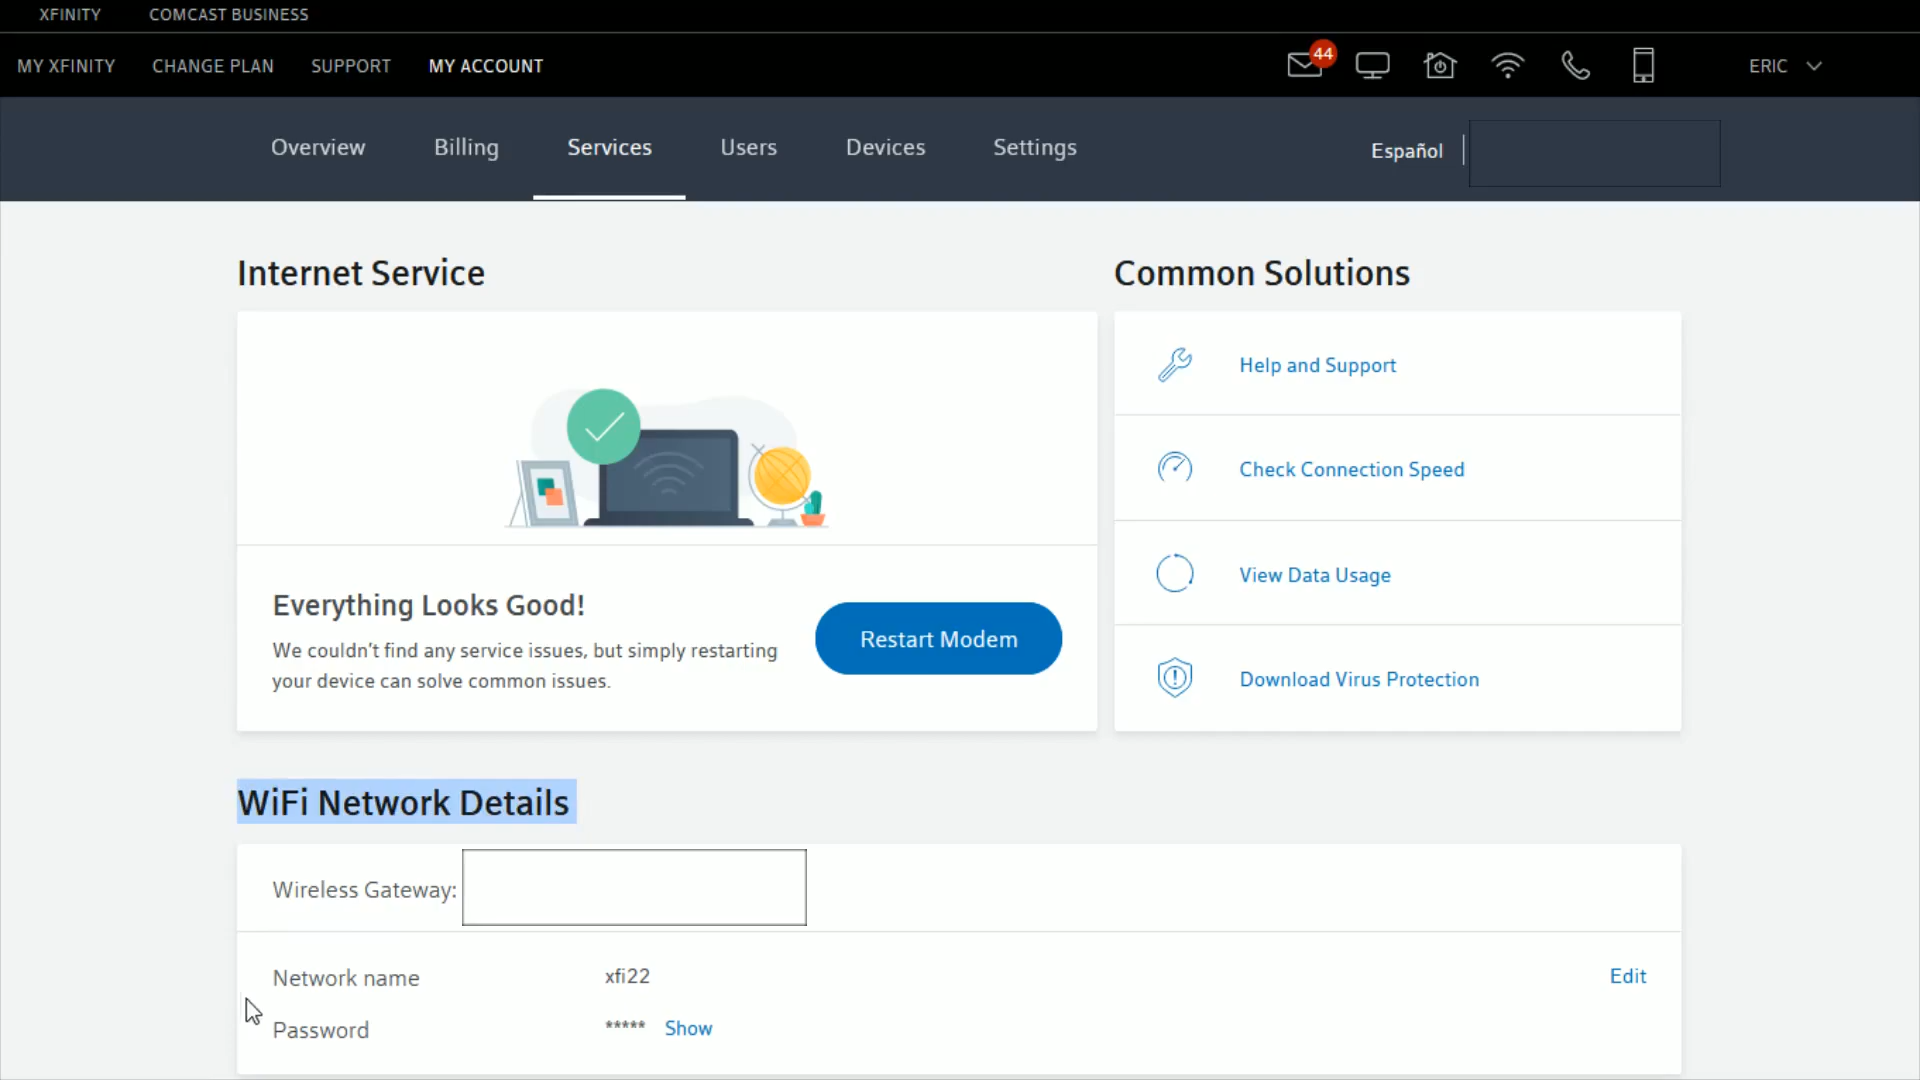 XFINITY COMCAST BUSINESS
MY XFINITY CHANGE PLAN SUPPORT MY ACCOUNT 44 ERIC
Overview Billing Services Users Devices Settings Español
Internet Service
Everything Looks Good!
We couldn't find any service issues, but simply restarting
your device can solve common issues.
Restart Modem
Common Solutions
Help and Support
Check Connection Speed
View Data Usage
Download Virus Protection
WiFi Network Details
Wireless Gateway:
Network name xfi22 Edit
Password ***** Show